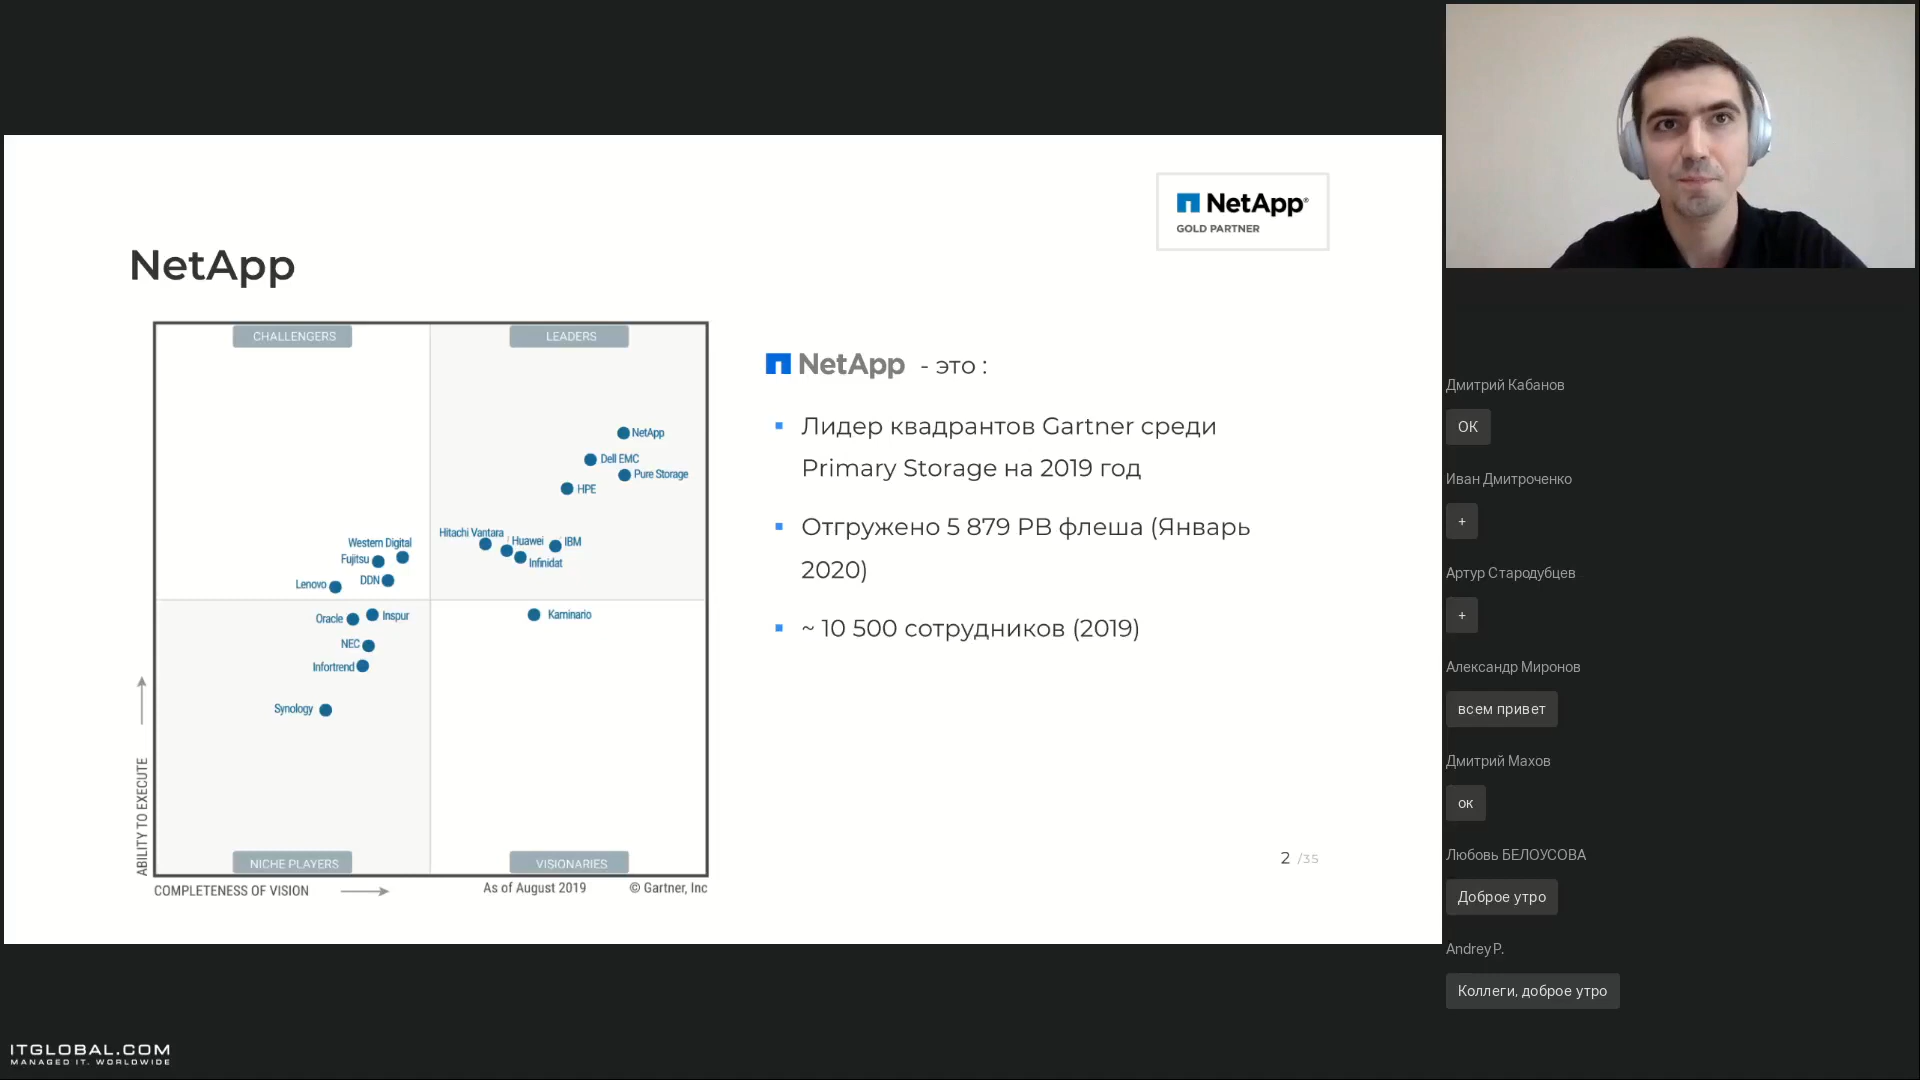 NetApp®
GOLD PARTNER
NetApp
CHALLENGERS
LEADERS
NetApp
Dell EMC
Pure Storage
HPE
Hitachi Vantara
Huawei
IBM
Infinidat
Western Digital
Fujitsu
DDN
Lenovo
Oracle
Inspur
Kaminario
NEC
Infortrend
Synology
ABILITY TO EXECUTE
NICHE PLAYERS
VISIONARIES
COMPLETENESS OF VISION
As of August 2019
© Gartner, Inc
NetApp - это :
Лидер квадрантов Gartner среди
Primary Storage на 2019 год
Отгружено 5 879 PB флеша (Январь
2020)
~ 10 500 сотрудников (2019)
2 /35
Дмитрий Кабанов
ОК
Иван Дмитроченко
+
Артур Стародубцев
+
Александр Миронов
всем привет
Дмитрий Махов
ок
Любовь БЕЛОУСОВА
Доброе утро
Andrey P.
Коллеги, доброе утро
ITGLOBAL.COM
MANAGED IT. WORLDWIDE